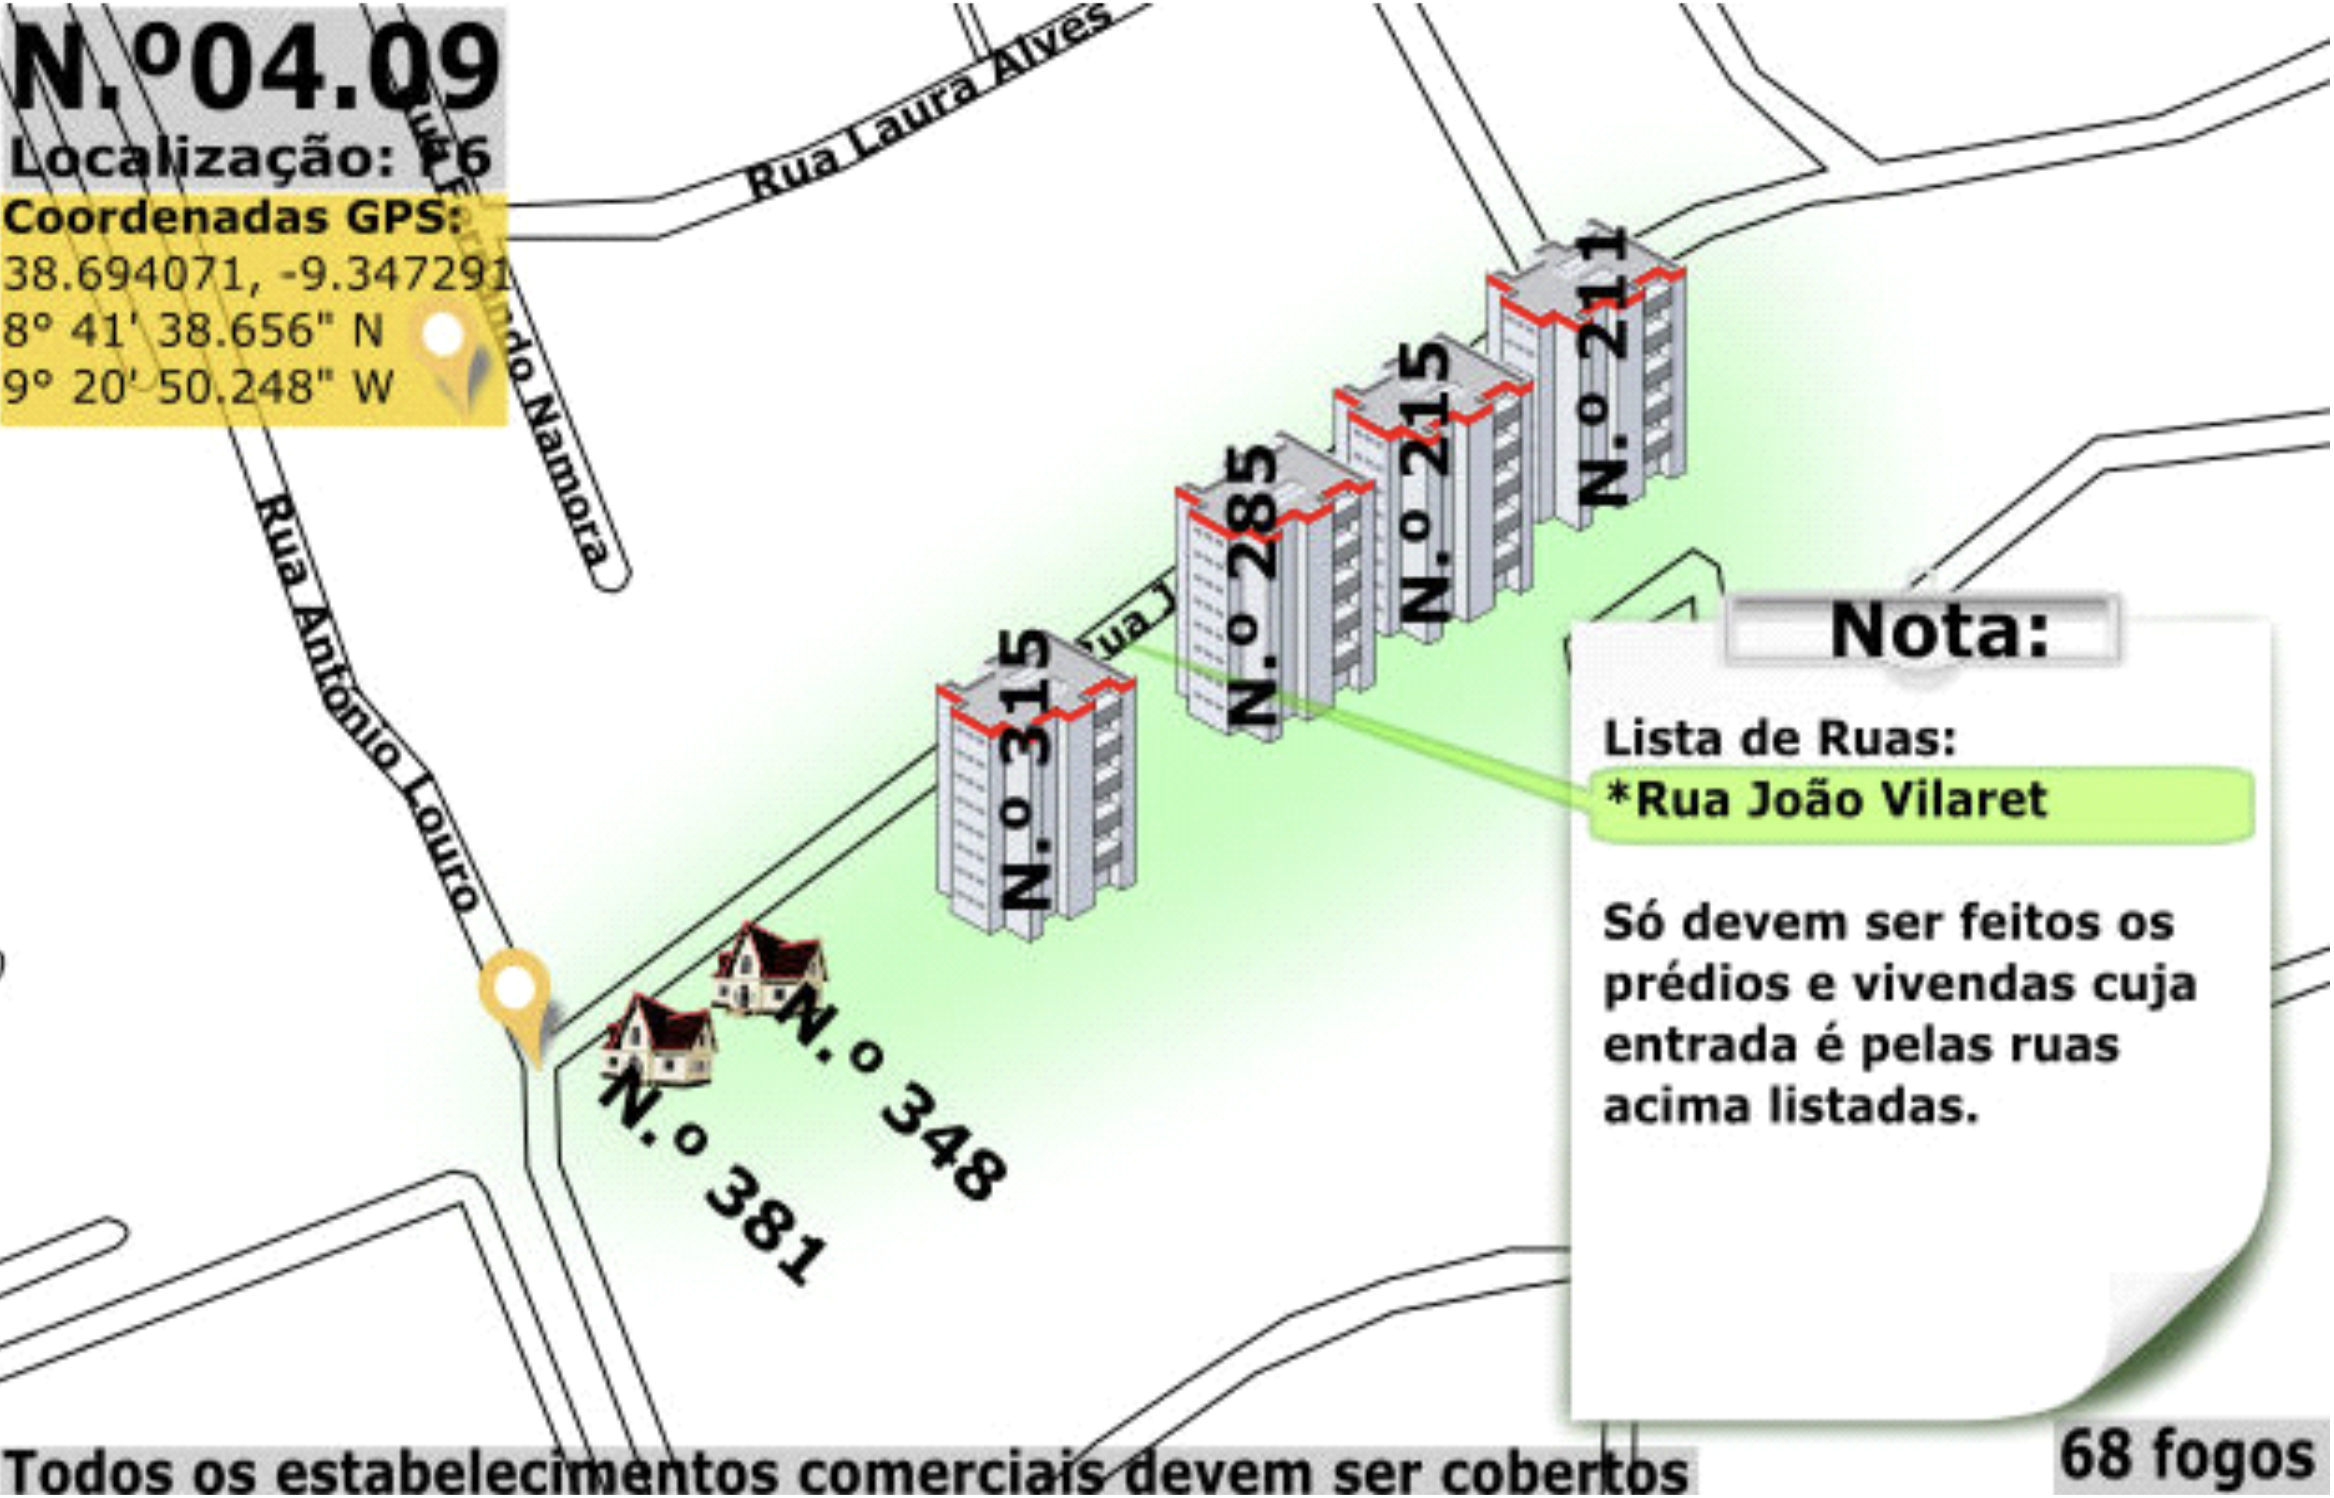 N.º04.09
Localização: 6
Coordenadas GPS:
38.694071, -9.347291
8° 41' 38.656" N
9° 20' 50.248" W
Rua Laura Alves
Rua Fernando Namora
Rua António Louro
Rua J
N.º 211
N.º 215
N.º 285
N.º 315
N.º 348
N.º 381
Nota:
Lista de Ruas:
*Rua João Vilaret
Só devem ser feitos os
prédios e vivendas cuja
entrada é pelas ruas
acima listadas.
Todos os estabelecimentos comerciais devem ser cobertos
68 fogos